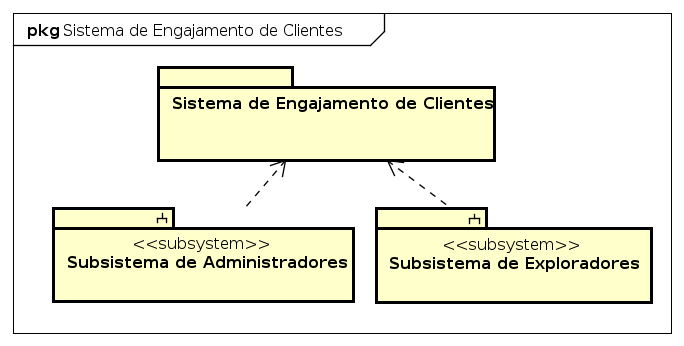 pkg Sistema de Engajamento de Clientes
Sistema de Engajamento de Clientes
<<subsystem>>
Subsistema de Administradores
<<subsystem>>
Subsistema de Exploradores